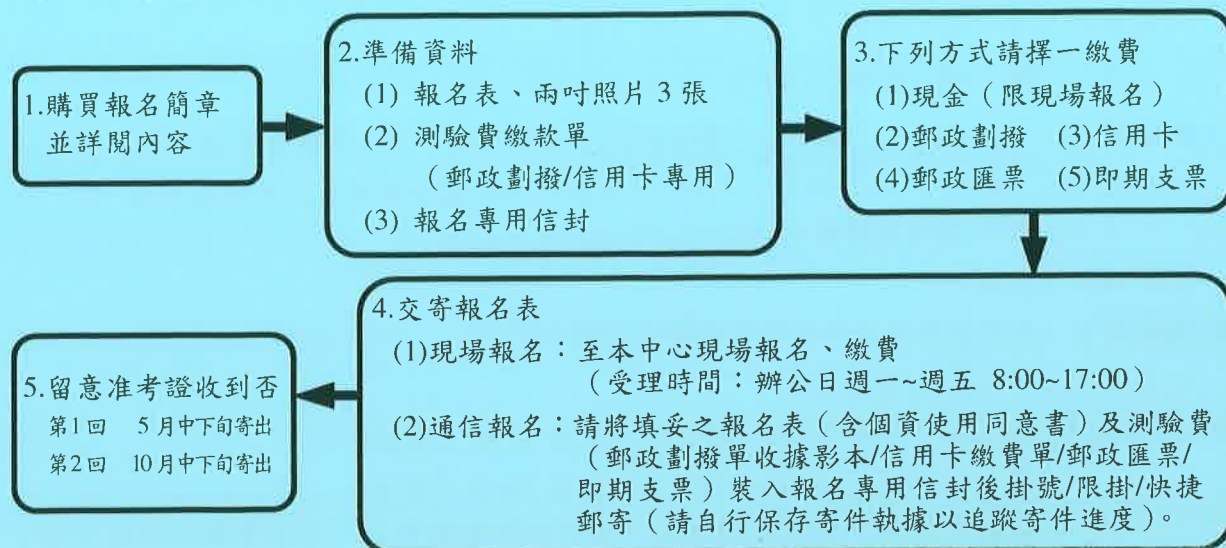 1.購買報名簡章
並詳閱內容
2.準備資料
(1) 報名表、兩吋照片 3 張
(2) 測驗費繳款單
（郵政劃撥/信用卡專用）
(3) 報名專用信封
3.下列方式請擇一繳費
(1)現金（限現場報名）
(2)郵政劃撥 (3)信用卡
(4)郵政匯票 (5)即期支票
4.交寄報名表
(1)現場報名：至本中心現場報名、繳費
（受理時間：辦公日週一~週五 8:00~17:00）
(2)通信報名：請將填妥之報名表（含個資使用同意書）及測驗費
（郵政劃撥單收據影本/信用卡繳費單/郵政匯票/
即期支票）裝入報名專用信封後掛號/限掛/快捷
郵寄（請自行保存寄件執據以追蹤寄件進度）。
5.留意准考證收到否
第1回 5月中下旬寄出
第2回 10月中下旬寄出